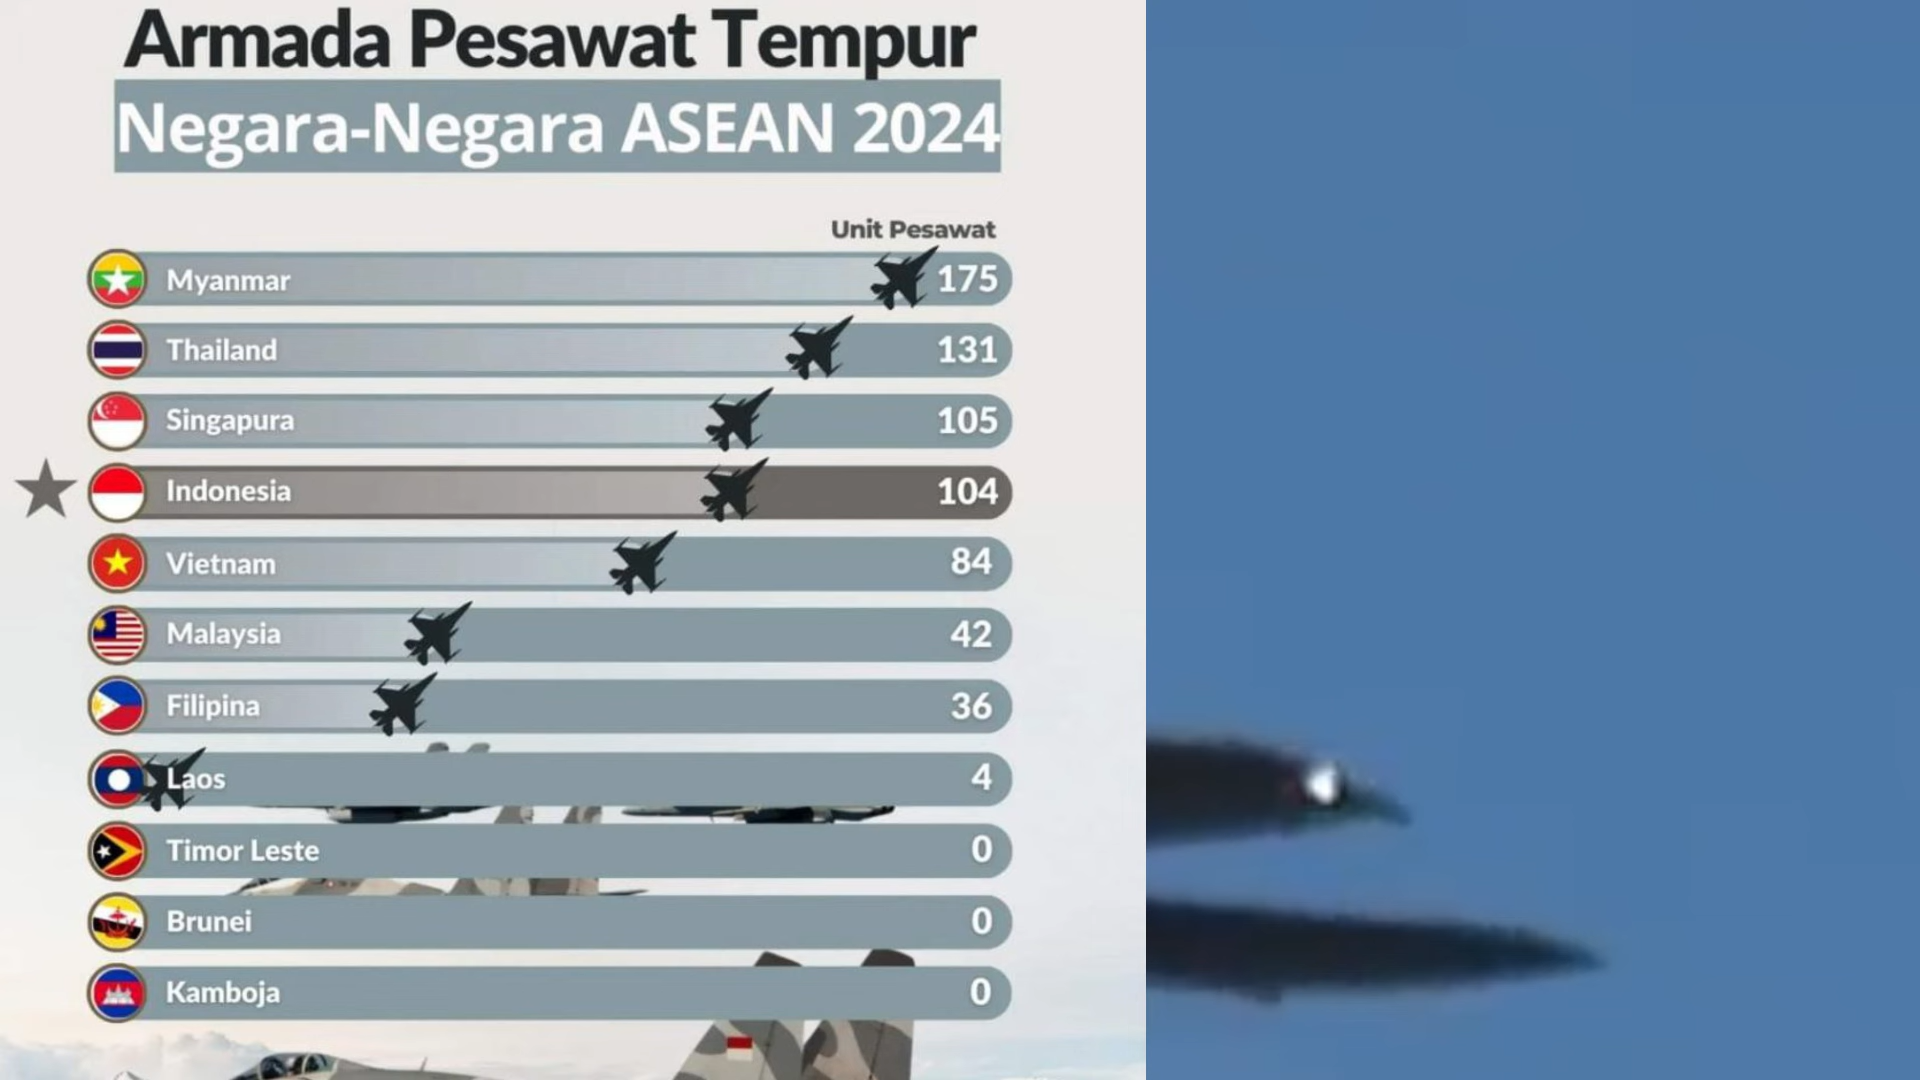 Armada Pesawat Tempur
Negara-Negara ASEAN 2024
Unit Pesawat
Myanmar 175
Thailand 131
Singapura 105
Indonesia 104
Vietnam 84
Malaysia 42
Filipina 36
Laos 4
Timor Leste 0
Brunei 0
Kamboja 0